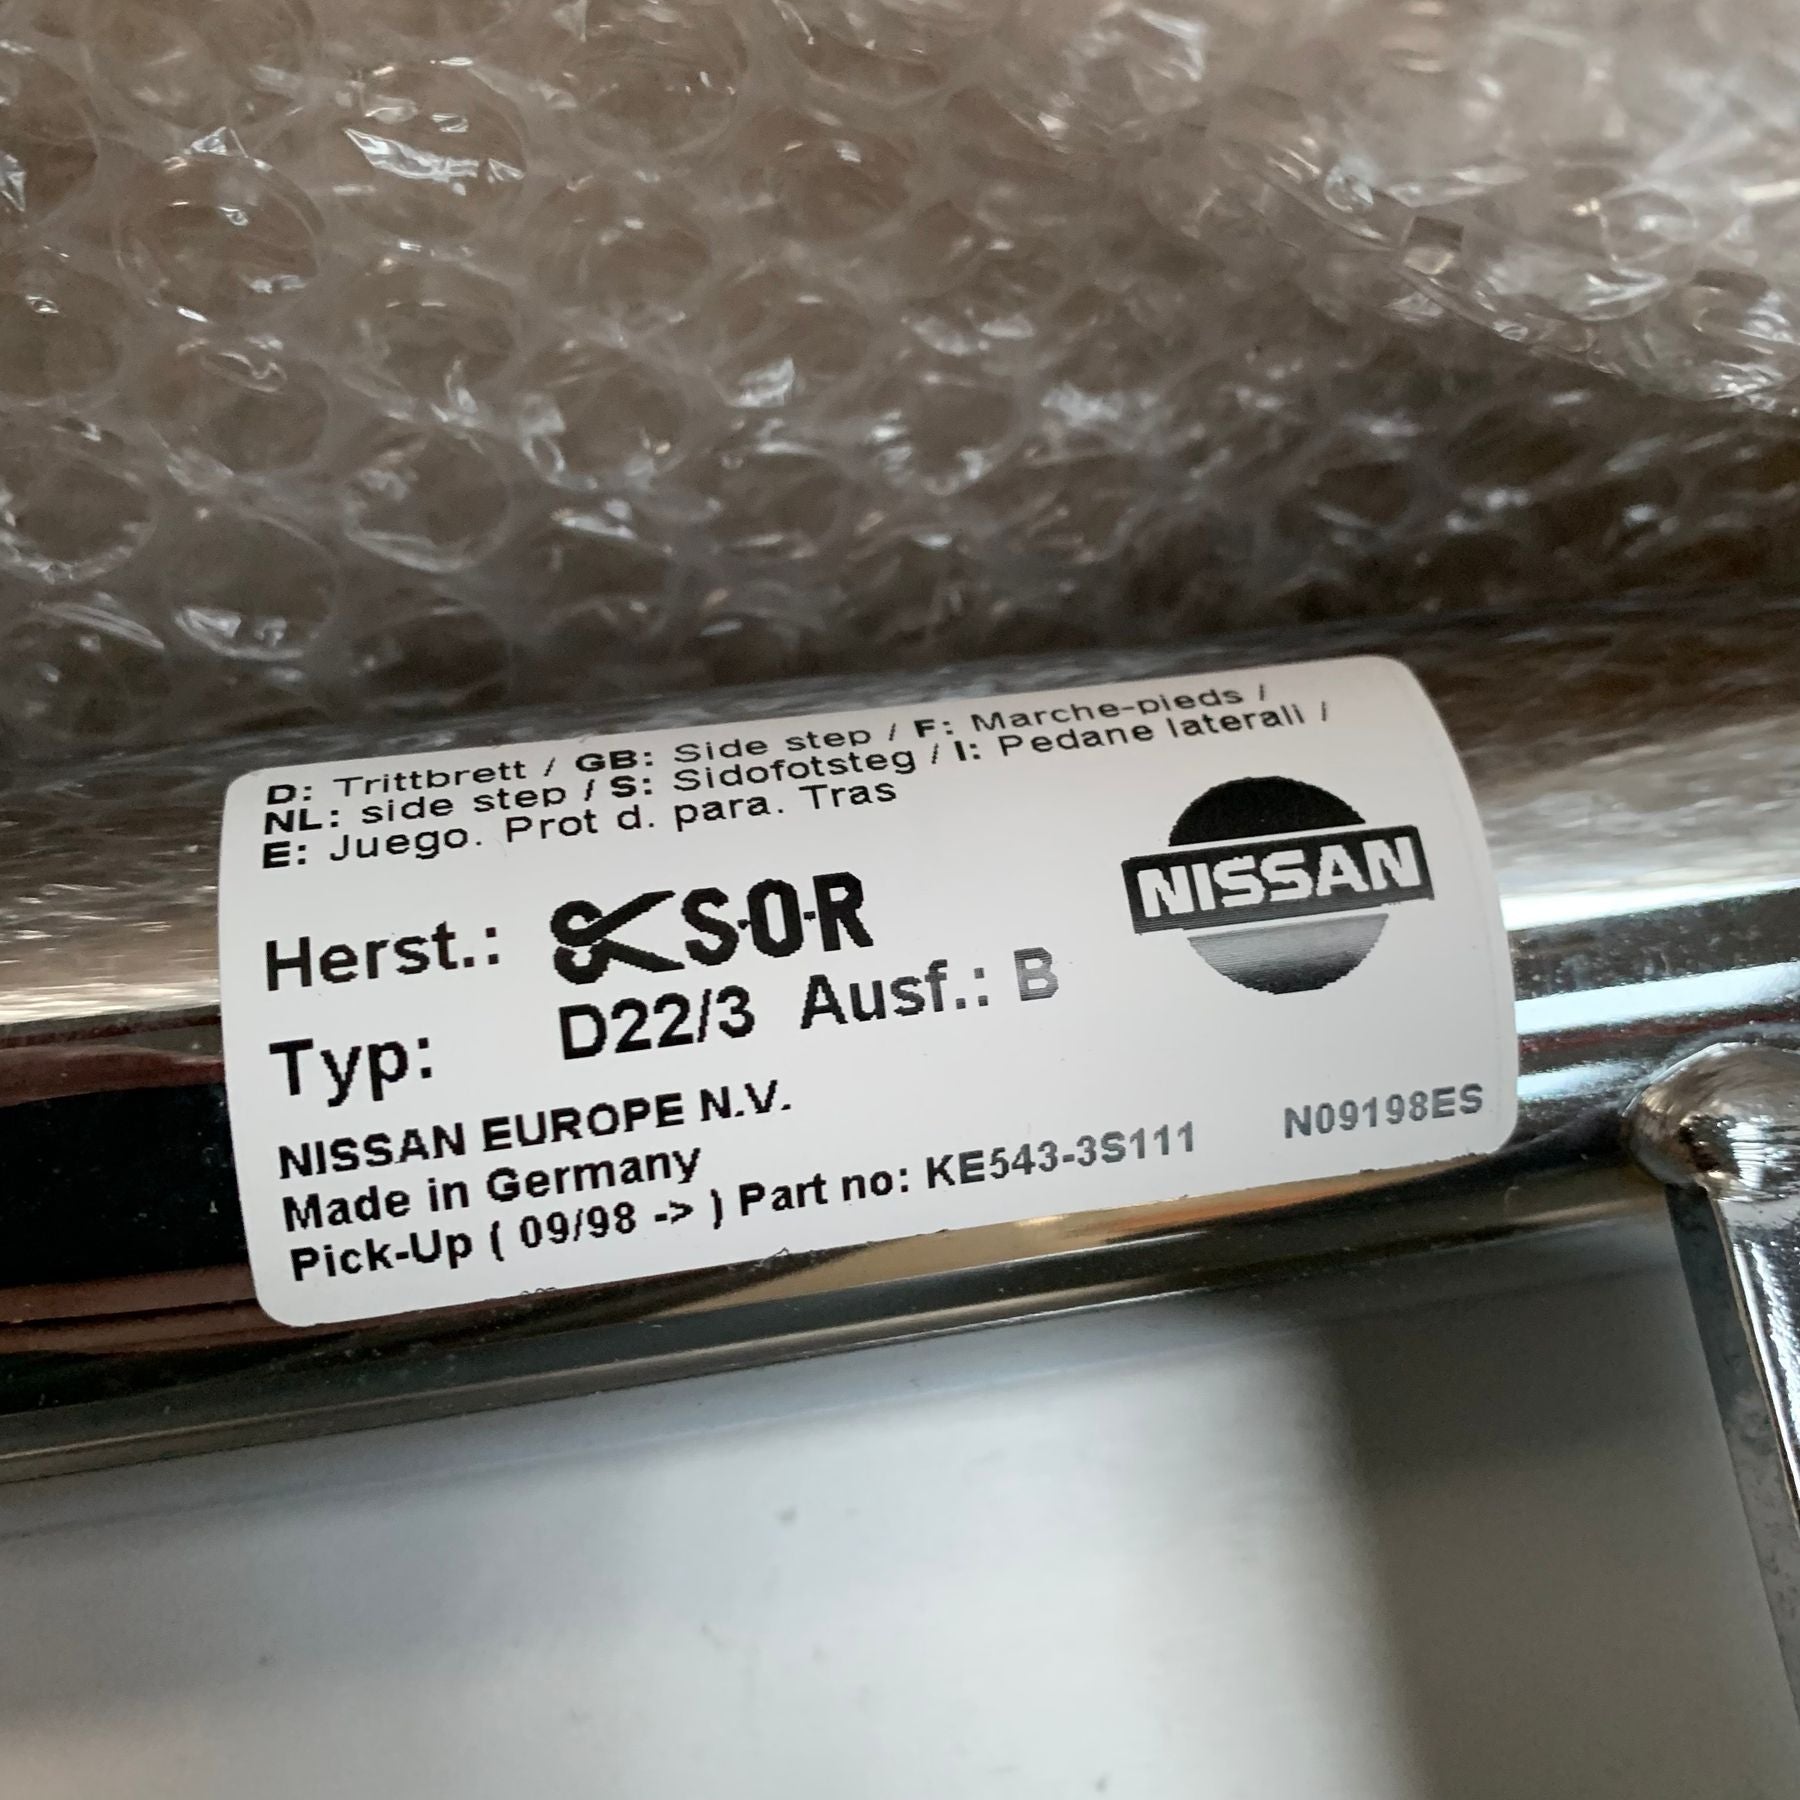 D: Trittbrett / GB: Side step / F: Marche-pieds /
NL: side step / S: Sidofotsteg / I: Pedane laterali /
E: Juego. Prot d. para. Tras
Herst.: S·O·R
NISSAN
Typ: D22/3 Ausf.: B
NISSAN EUROPE N.V.
Made in Germany
Pick-Up ( 09/98 -> ) Part no: KE543-3S111 N09198ES